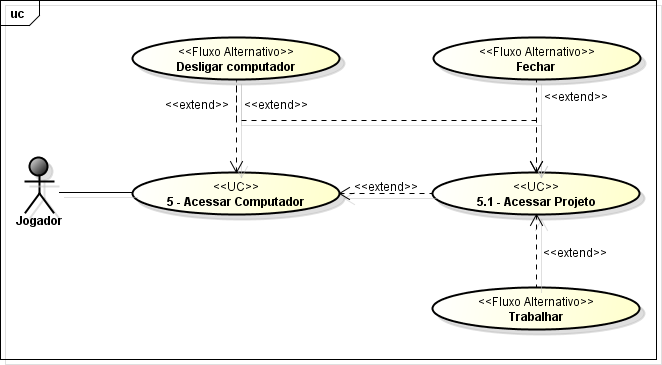 uc
<<Fluxo Alternativo>>
Desligar computador
<<Fluxo Alternativo>>
Fechar
<<extend>>
<<extend>>
<<extend>>
Jogador
<<UC>>
5 - Acessar Computador
<<extend>>
<<UC>>
5.1 - Acessar Projeto
<<extend>>
<<Fluxo Alternativo>>
Trabalhar